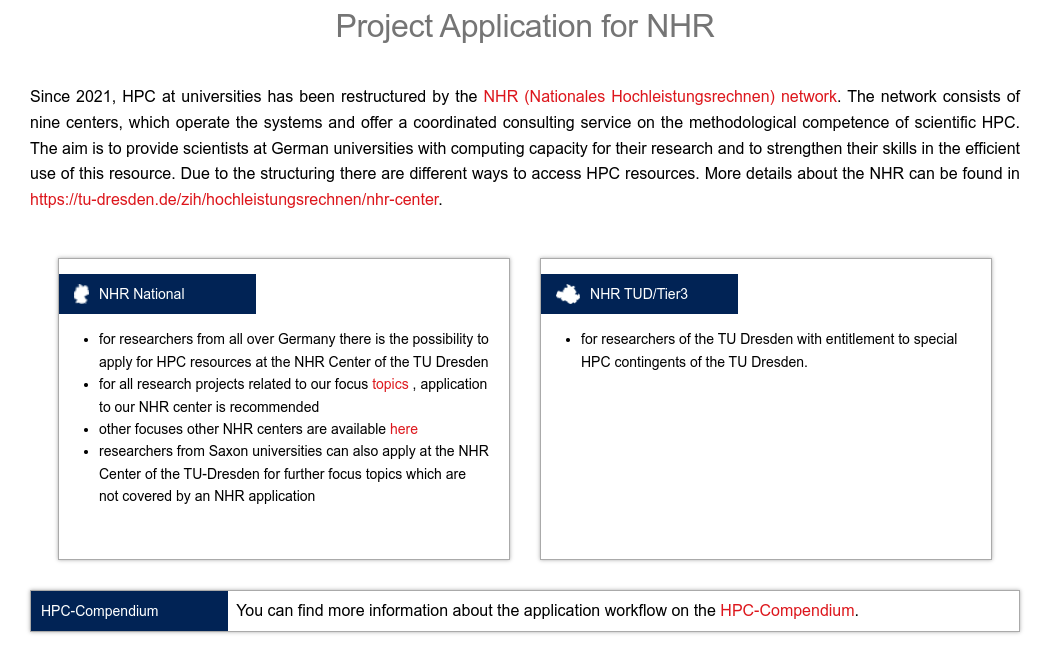 Project Application for NHR
Since 2021, HPC at universities has been restructured by the NHR (Nationales Hochleistungsrechnen) network. The network consists of
nine centers, which operate the systems and offer a coordinated consulting service on the methodological competence of scientific HPC.
The aim is to provide scientists at German universities with computing capacity for their research and to strengthen their skills in the efficient
use of this resource. Due to the structuring there are different ways to access HPC resources. More details about the NHR can be found in
https://tu-dresden.de/zih/hochleistungsrechnen/nhr-center.
NHR National
• for researchers from all over Germany there is the possibility to
apply for HPC resources at the NHR Center of the TU Dresden
• for all research projects related to our focus topics , application
to our NHR center is recommended
• other focuses other NHR centers are available here
• researchers from Saxon universities can also apply at the NHR
Center of the TU-Dresden for further focus topics which are
not covered by an NHR application
NHR TUD/Tier3
• for researchers of the TU Dresden with entitlement to special
HPC contingents of the TU Dresden.
HPC-Compendium
You can find more information about the application workflow on the HPC-Compendium.